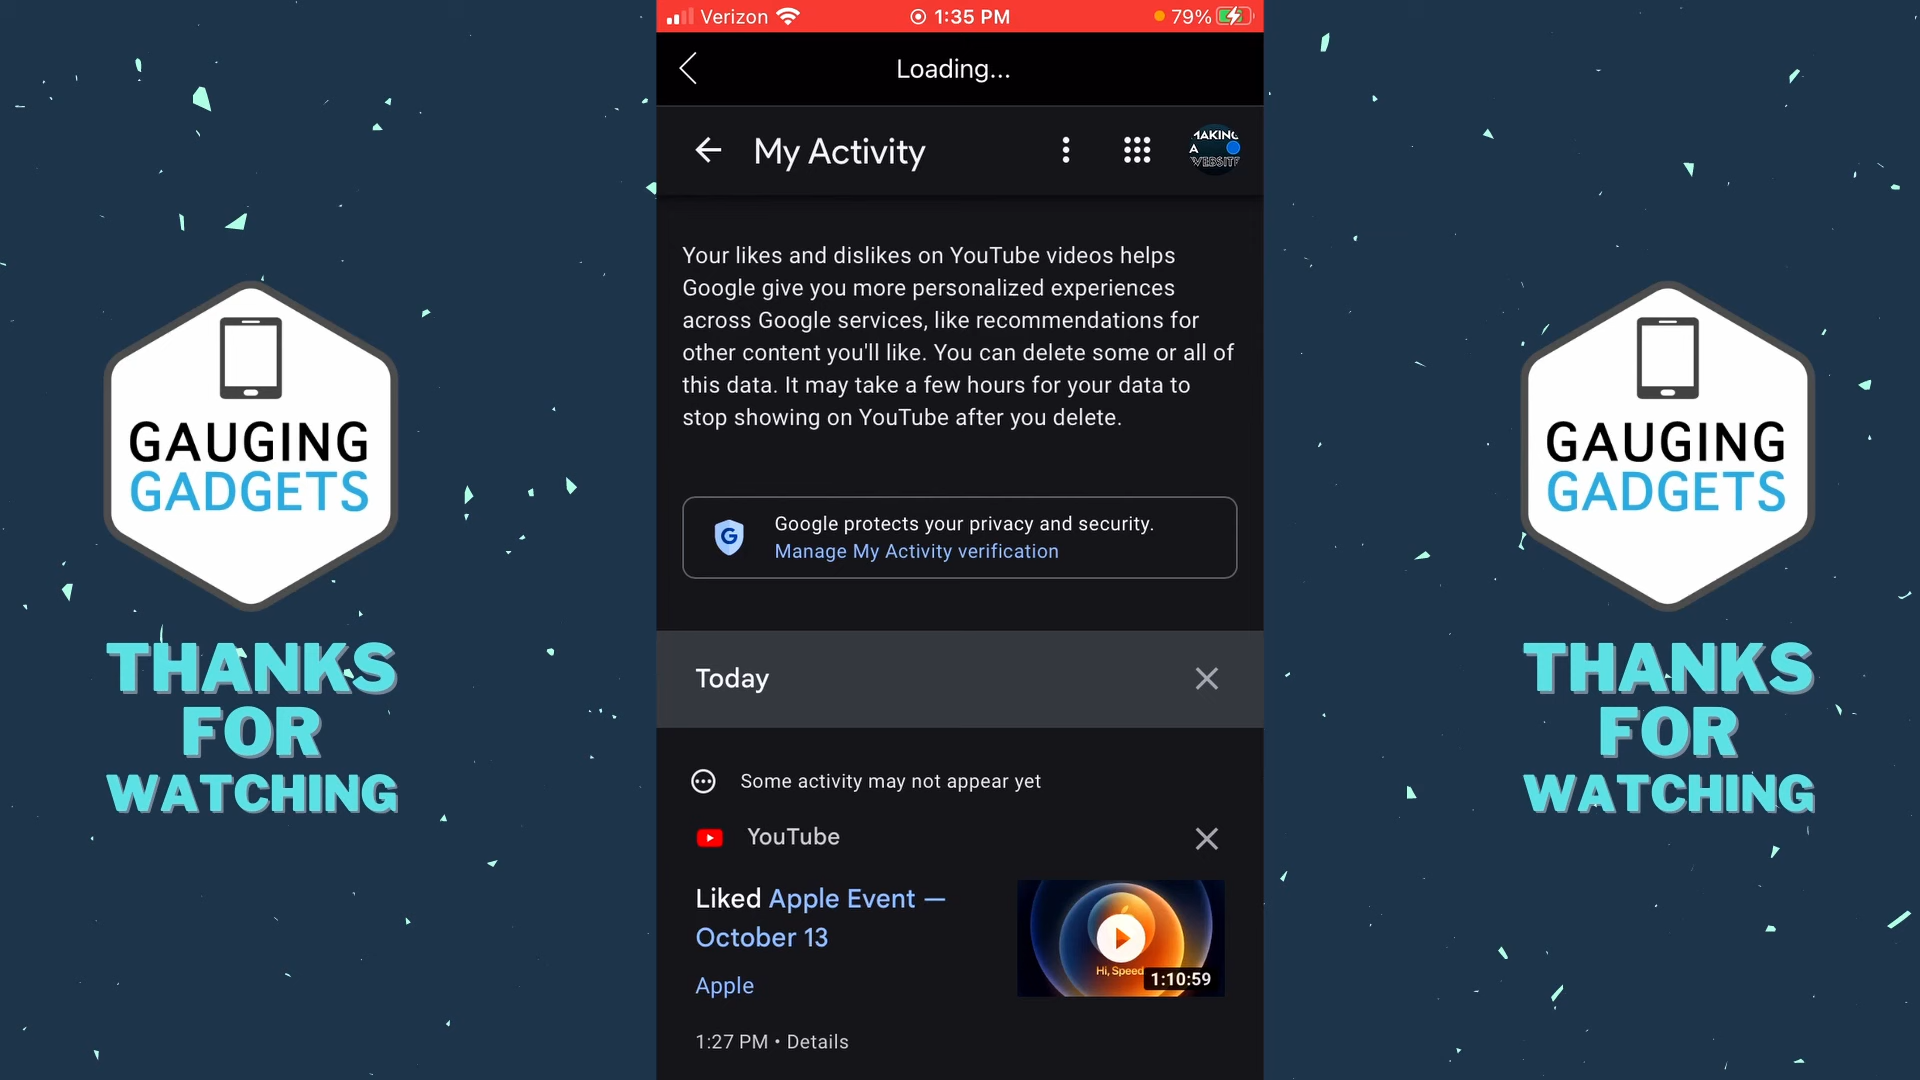 Verizon 1:35 PM 79%
Loading...
My Activity
MAKING
A
WEBSITE
Your likes and dislikes on YouTube videos helps
Google give you more personalized experiences
across Google services, like recommendations for
other content you'll like. You can delete some or all of
this data. It may take a few hours for your data to
stop showing on YouTube after you delete.
G
Google protects your privacy and security.
Manage My Activity verification
Today
Some activity may not appear yet
YouTube
Liked Apple Event —
October 13
Apple
1:27 PM • Details
Hi, Speed
1:10:59
GAUGING
GADGETS
THANKS
FOR
WATCHING
GAUGING
GADGETS
THANKS
FOR
WATCHING